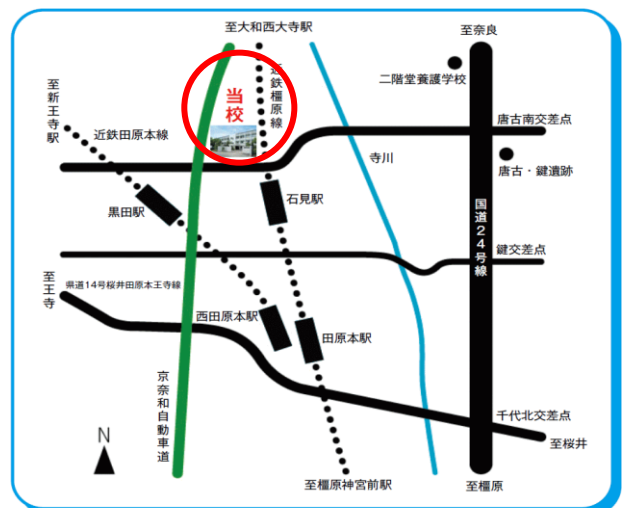 至大和西大寺駅
至奈良
近鉄橿原線
二階堂養護学校
当校
至新王寺駅
近鉄田原本線
唐古南交差点
寺川
唐古・鍵遺跡
石見駅
黒田駅
国道24号線
鍵交差点
至王寺
県道14号桜井田原本王寺線
西田原本駅
田原本駅
京奈和自動車道
千代北交差点
至桜井
N
至橿原神宮前駅
至橿原